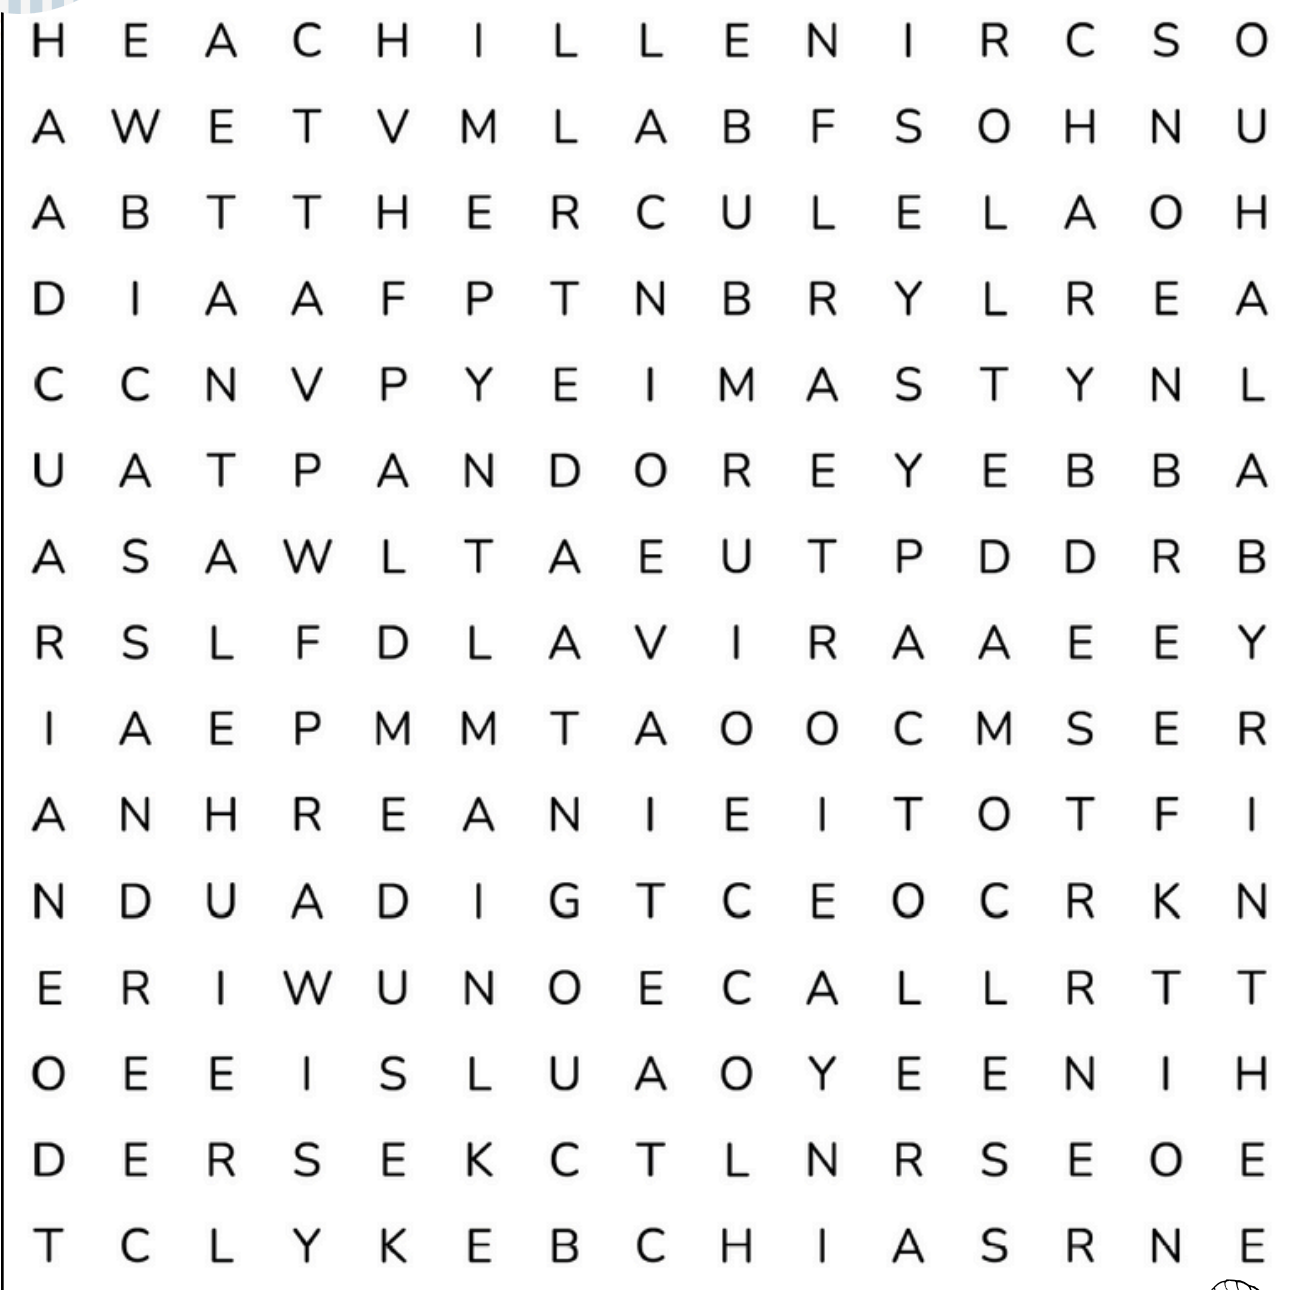 H E A C H I L L E N I R C S O
A W E T V M L A B F S O H N U
A B T T H E R C U L E L A O H
D I A A F P T N B R Y L R E A
C C N V P Y E I M A S T Y N L
U A T P A N D O R E Y E B B A
A S A W L T A E U T P D D R B
R S L F D L A V I R A A E E Y
I A E P M M T A O O C M S E R
A N H R E A N I E I T O T F I
N D U A D I G T C E O C R K N
E R I W U N O E C A L L R T T
O E E I S L U A O Y E E N I H
D E R S E K C T L N R S E O E
T C L Y K E B C H I A S R N E